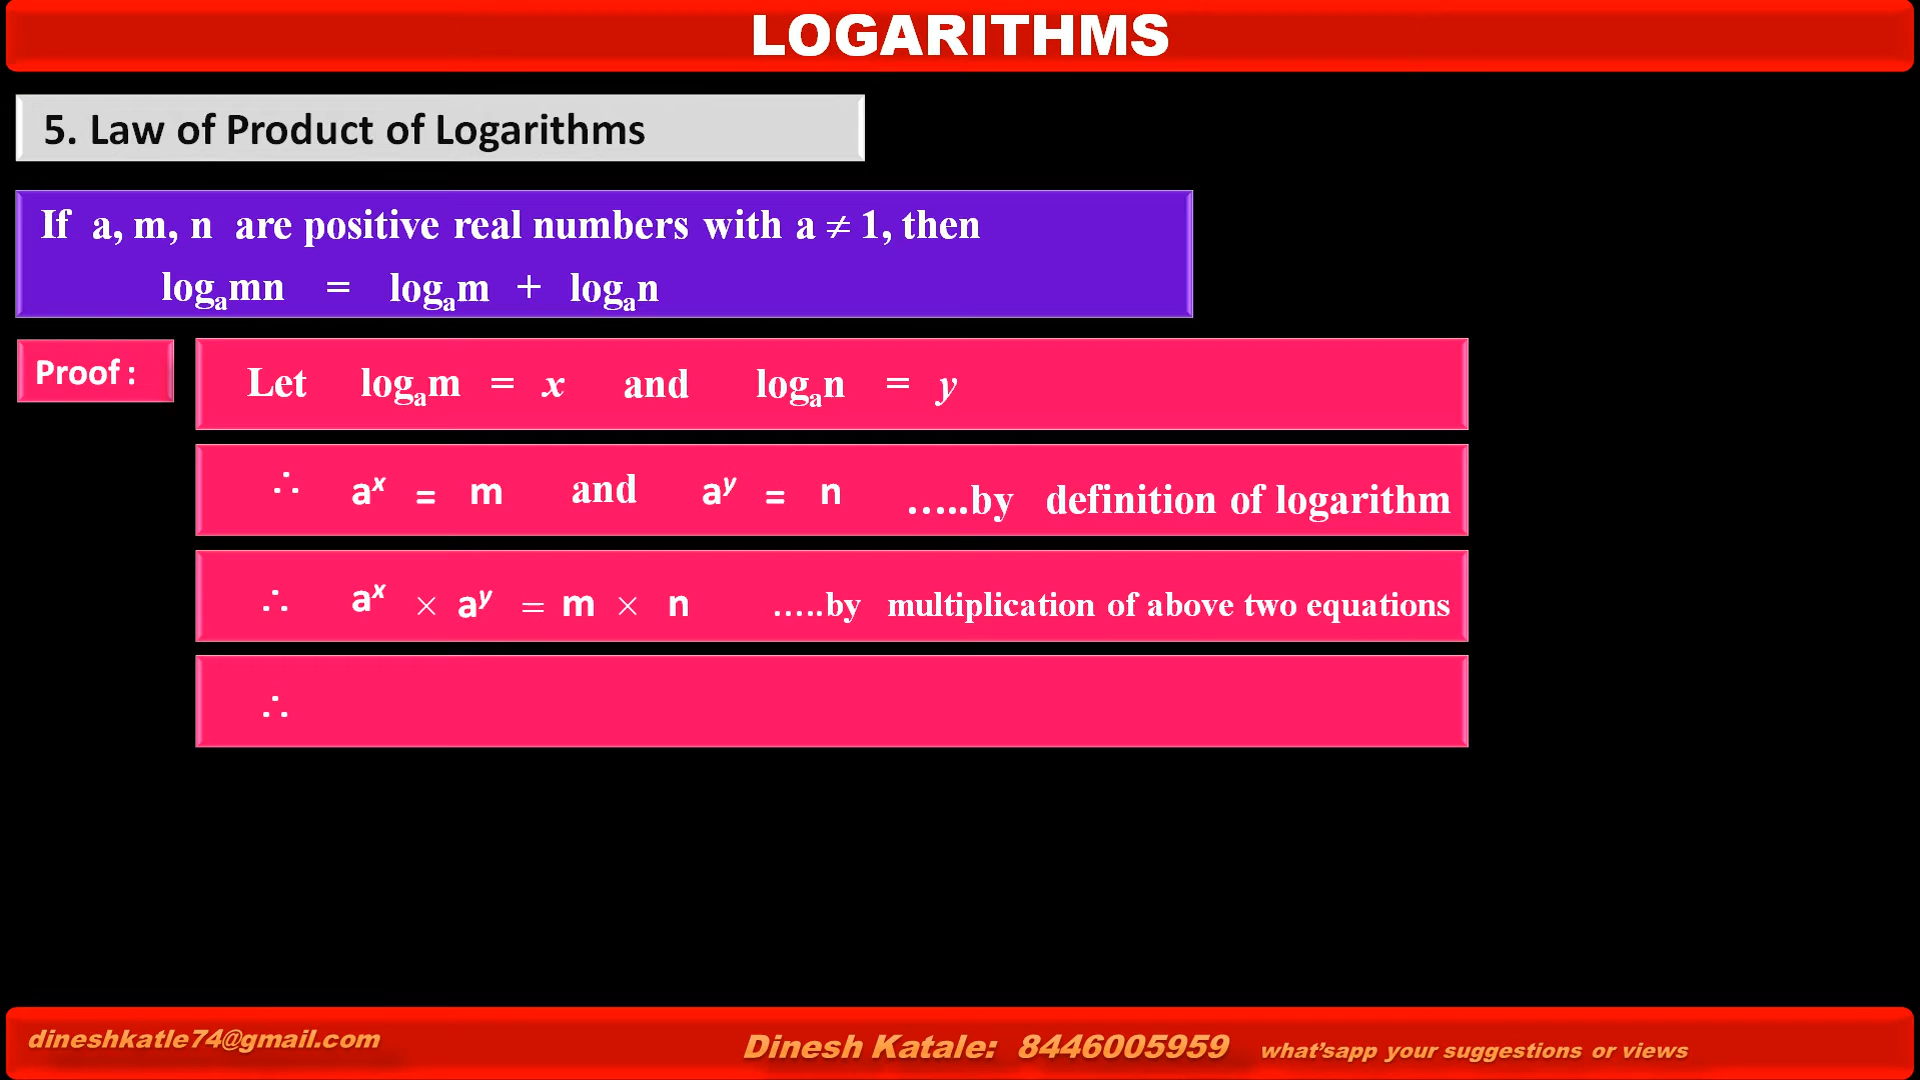 LOGARITHMS
5. Law of Product of Logarithms
If a, m, n are positive real numbers with a ≠ 1, then
logₐmn = logₐm + logₐn
Proof :
Let logₐm = x and logₐn = y
∴ aˣ = m and aʸ = n .....by definition of logarithm
∴ aˣ × aʸ = m × n .....by multiplication of above two equations
∴
dineshkatle74@gmail.com
Dinesh Katale: 8446005959 what'sapp your suggestions or views